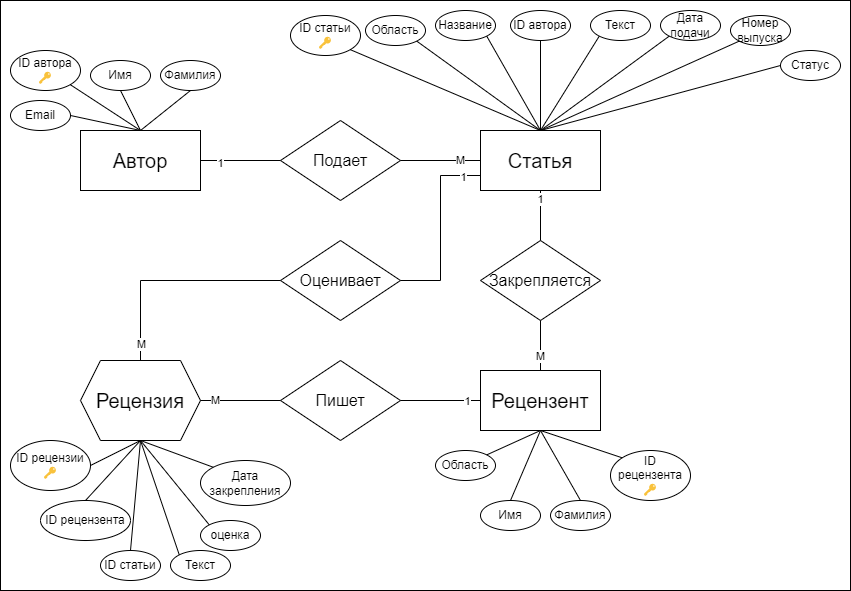 ID статьи
Область
Название
ID автора
Текст
Дата
подачи
Номер
выпуска
Статус
ID автора
Имя
Фамилия
Email
Автор
1
Подает
М
Статья
1
1
Оценивает
Закрепляется
М
М
Рецензия
М
Пишет
1
Рецензент
ID рецензии
Дата
закрепления
ID рецензента
оценка
ID статьи
Текст
Область
ID
рецензента
Имя
Фамилия